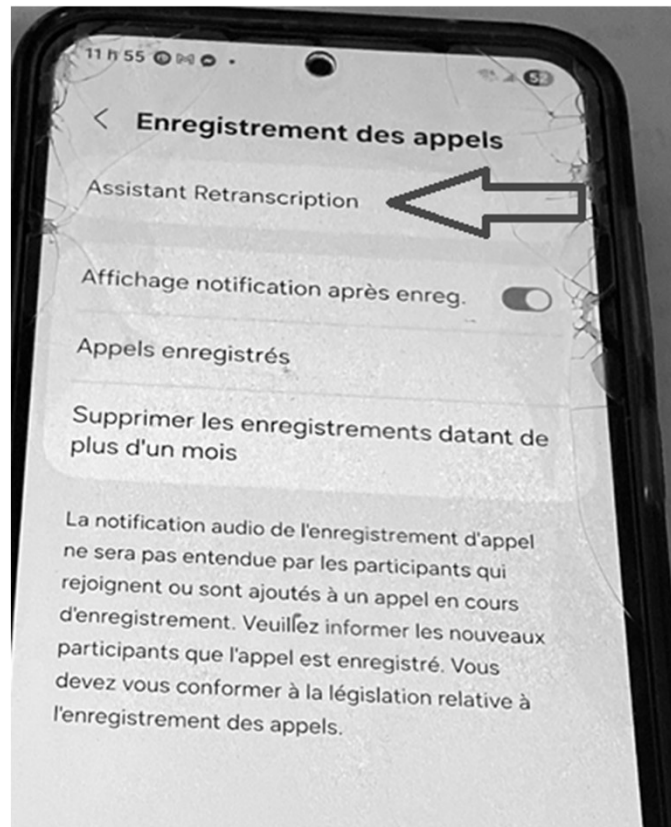 11 h 55
52
Enregistrement des appels
Assistant Retranscription
Affichage notification après enreg.
Appels enregistrés
Supprimer les enregistrements datant de
plus d'un mois
La notification audio de l'enregistrement d'appel
ne sera pas entendue par les participants qui
rejoignent ou sont ajoutés à un appel en cours
d'enregistrement. Veuillez informer les nouveaux
participants que l'appel est enregistré. Vous
devez vous conformer à la législation relative à
l'enregistrement des appels.